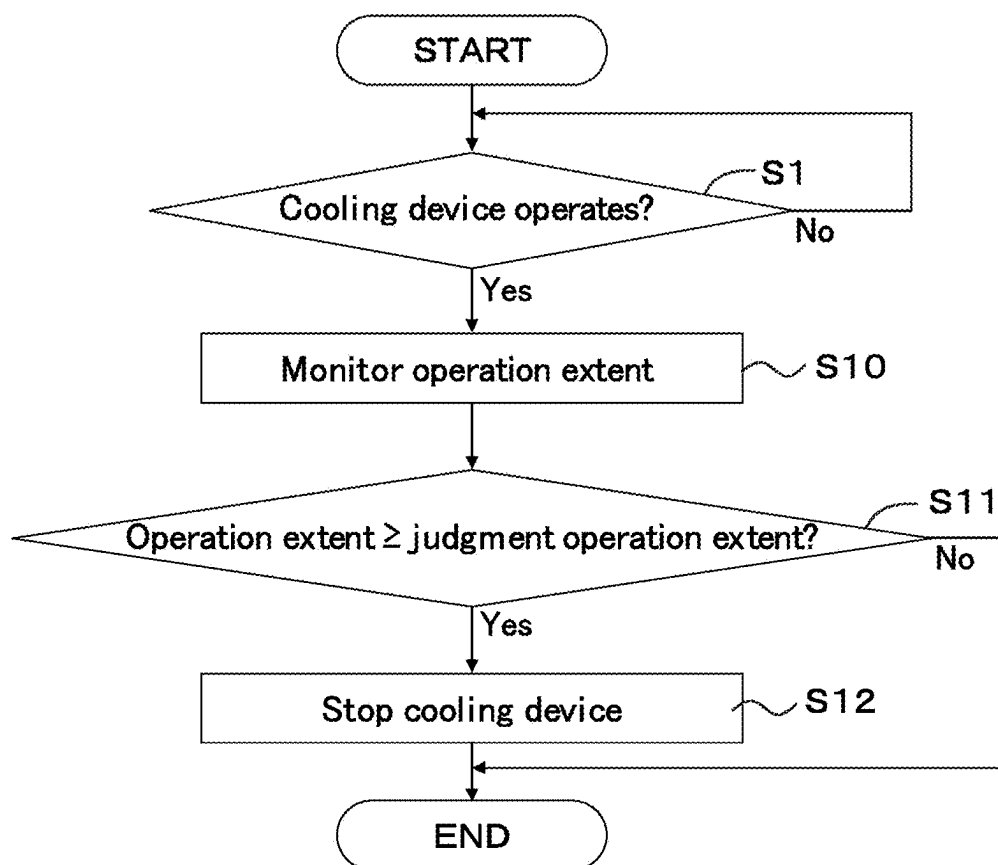 START
S1
Cooling device operates?
No
Yes
Monitor operation extent
S10
S11
Operation extent ≥ judgment operation extent?
No
Yes
Stop cooling device
S12
END